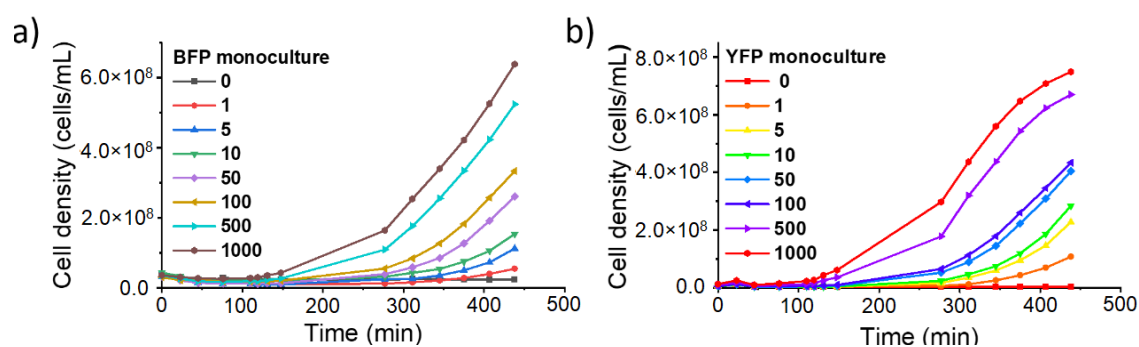 a)
Cell density (cells/mL)
6.0×10⁸
4.0×10⁸
2.0×10⁸
0.0
BFP monoculture
0
1
5
10
50
100
500
1000
0 100 200 300 400 500
Time (min)
b)
Cell density (cells/mL)
8.0×10⁸
6.0×10⁸
4.0×10⁸
2.0×10⁸
0.0
YFP monoculture
0
1
5
10
50
100
500
1000
0 100 200 300 400 500
Time (min)